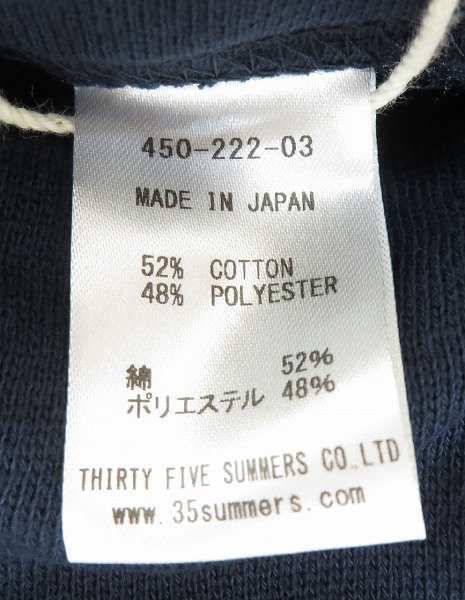 450-222-03
MADE IN JAPAN
52% COTTON
48% POLYESTER
綿 52%
ポリエステル 48%
THIRTY FIVE SUMMERS CO.,LTD
www.35summers.com